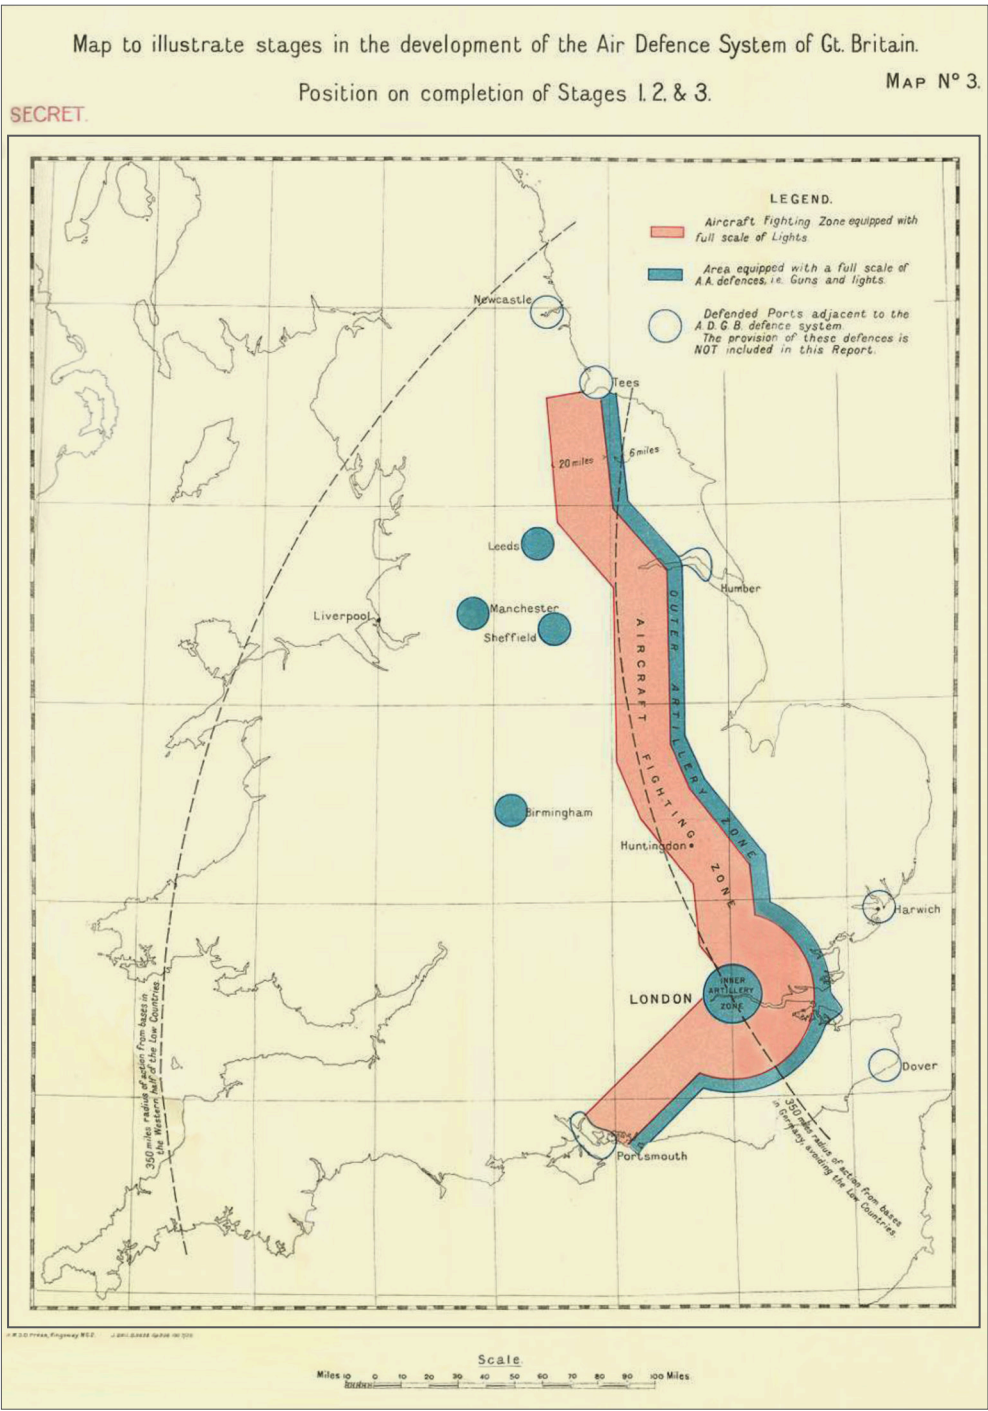 Map to illustrate stages in the development of the Air Defence System of Gt. Britain.
MAP Nº 3.
Position on completion of Stages 1. 2. & 3.
SECRET.
LEGEND.
Aircraft Fighting Zone equipped with
full scale of Lights.
Area equipped with a full scale of
A.A. defences, i.e. Guns and lights.
Defended Ports adjacent to the
A.D.G.B. defence system.
The provision of these defences is
NOT included in this Report.
Newcastle
Tees
20 miles
6 miles
Leeds
Humber
Manchester
Liverpool
Sheffield
OUTER ARTILLERY ZONE
AIRCRAFT FIGHTING ZONE
Birmingham
Huntingdon
Harwich
INNER
ARTILLERY
ZONE
LONDON
Dover
350 miles radius of action from bases in
the Western half of the Low Countries.
350 miles radius of action from bases
in Germany, avoiding the Low Countries.
Portsmouth
H.M.S.O. Press, Kingsway W.C.2.
Scale.
Miles 10 0 10 20 30 40 50 60 70 80 90 100 Miles